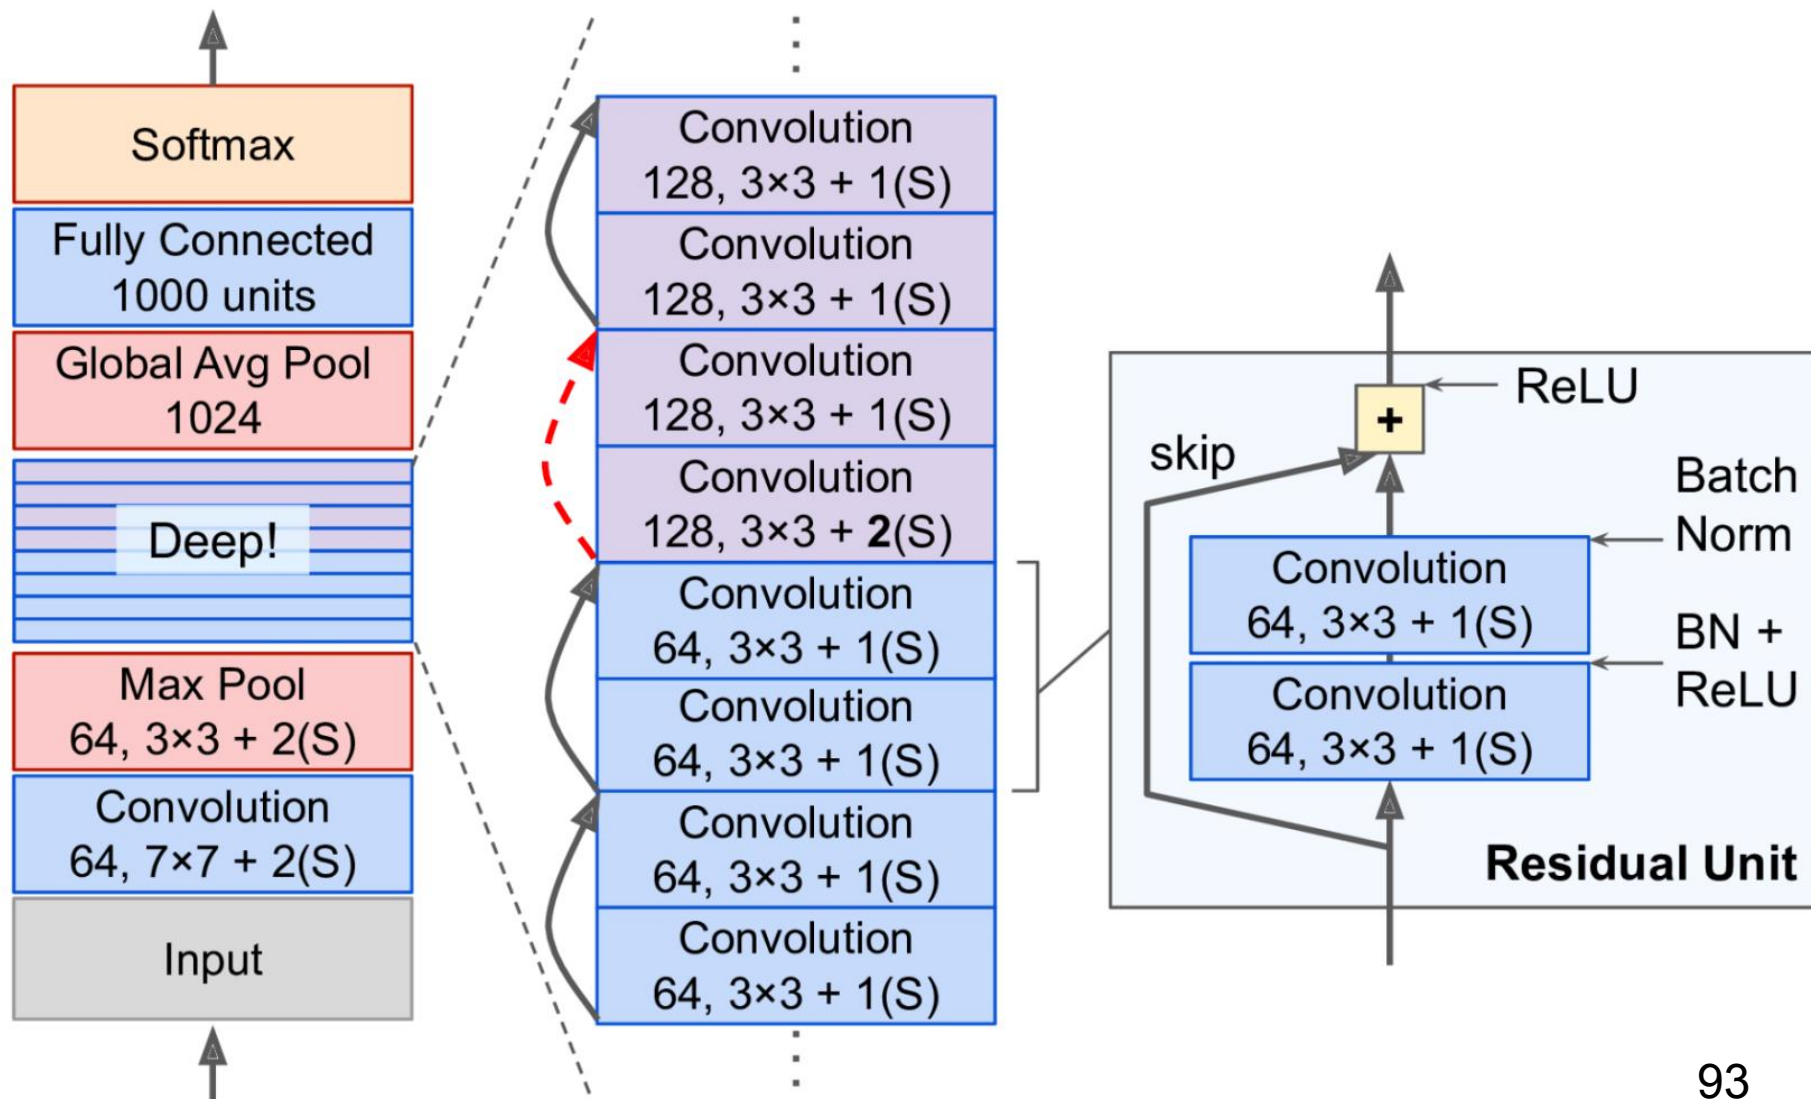 Softmax
Fully Connected
1000 units
Global Avg Pool
1024
Deep!
Max Pool
64, 3×3 + 2(S)
Convolution
64, 7×7 + 2(S)
Input
Convolution
128, 3×3 + 1(S)
Convolution
128, 3×3 + 1(S)
Convolution
128, 3×3 + 1(S)
Convolution
128, 3×3 + 2(S)
Convolution
64, 3×3 + 1(S)
Convolution
64, 3×3 + 1(S)
Convolution
64, 3×3 + 1(S)
Convolution
64, 3×3 + 1(S)
ReLU
+
skip
Batch
Norm
Convolution
64, 3×3 + 1(S)
BN +
ReLU
Convolution
64, 3×3 + 1(S)
Residual Unit
93